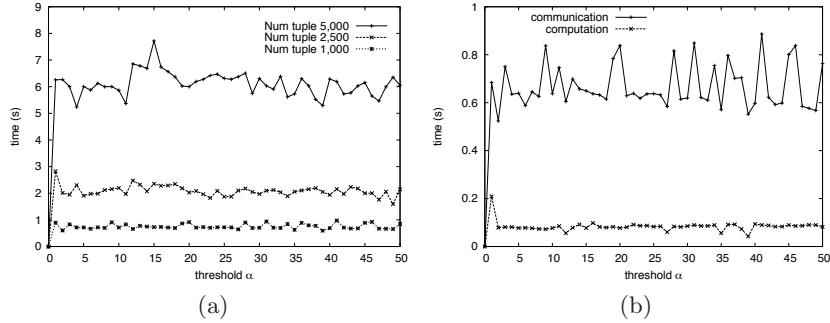 9
8
7
6
5
4
3
2
1
0
time (s)
Num tuple 5,000
Num tuple 2,500
Num tuple 1,000
0 5 10 15 20 25 30 35 40 45 50
threshold α
(a)
1
0.8
0.6
0.4
0.2
0
time (s)
communication
computation
0 5 10 15 20 25 30 35 40 45 50
threshold α
(b)